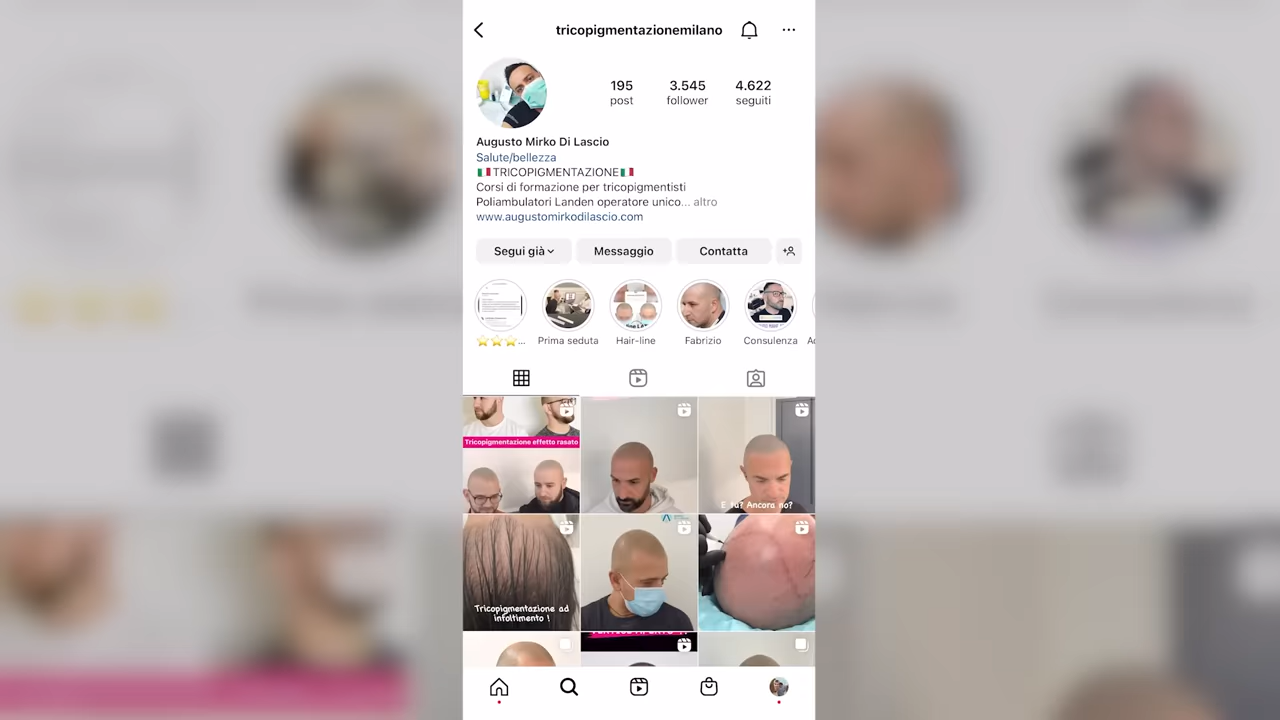 tricopigmentazionemilano
195
post
3.545
follower
4.622
seguiti
Augusto Mirko Di Lascio
Salute/bellezza
TRICOPIGMENTAZIONE
Corsi di formazione per tricopigmentisti
Poliambulatori Landen operatore unico... altro
www.augustomirkodilascio.com
Segui già
Messaggio
Contatta
...
Prima seduta
Hair-line
Fabrizio
Consulenza
Tricopigmentazione effetto rasato
E tu? Ancora no?
Tricopigmentazione ad
infoltimento !